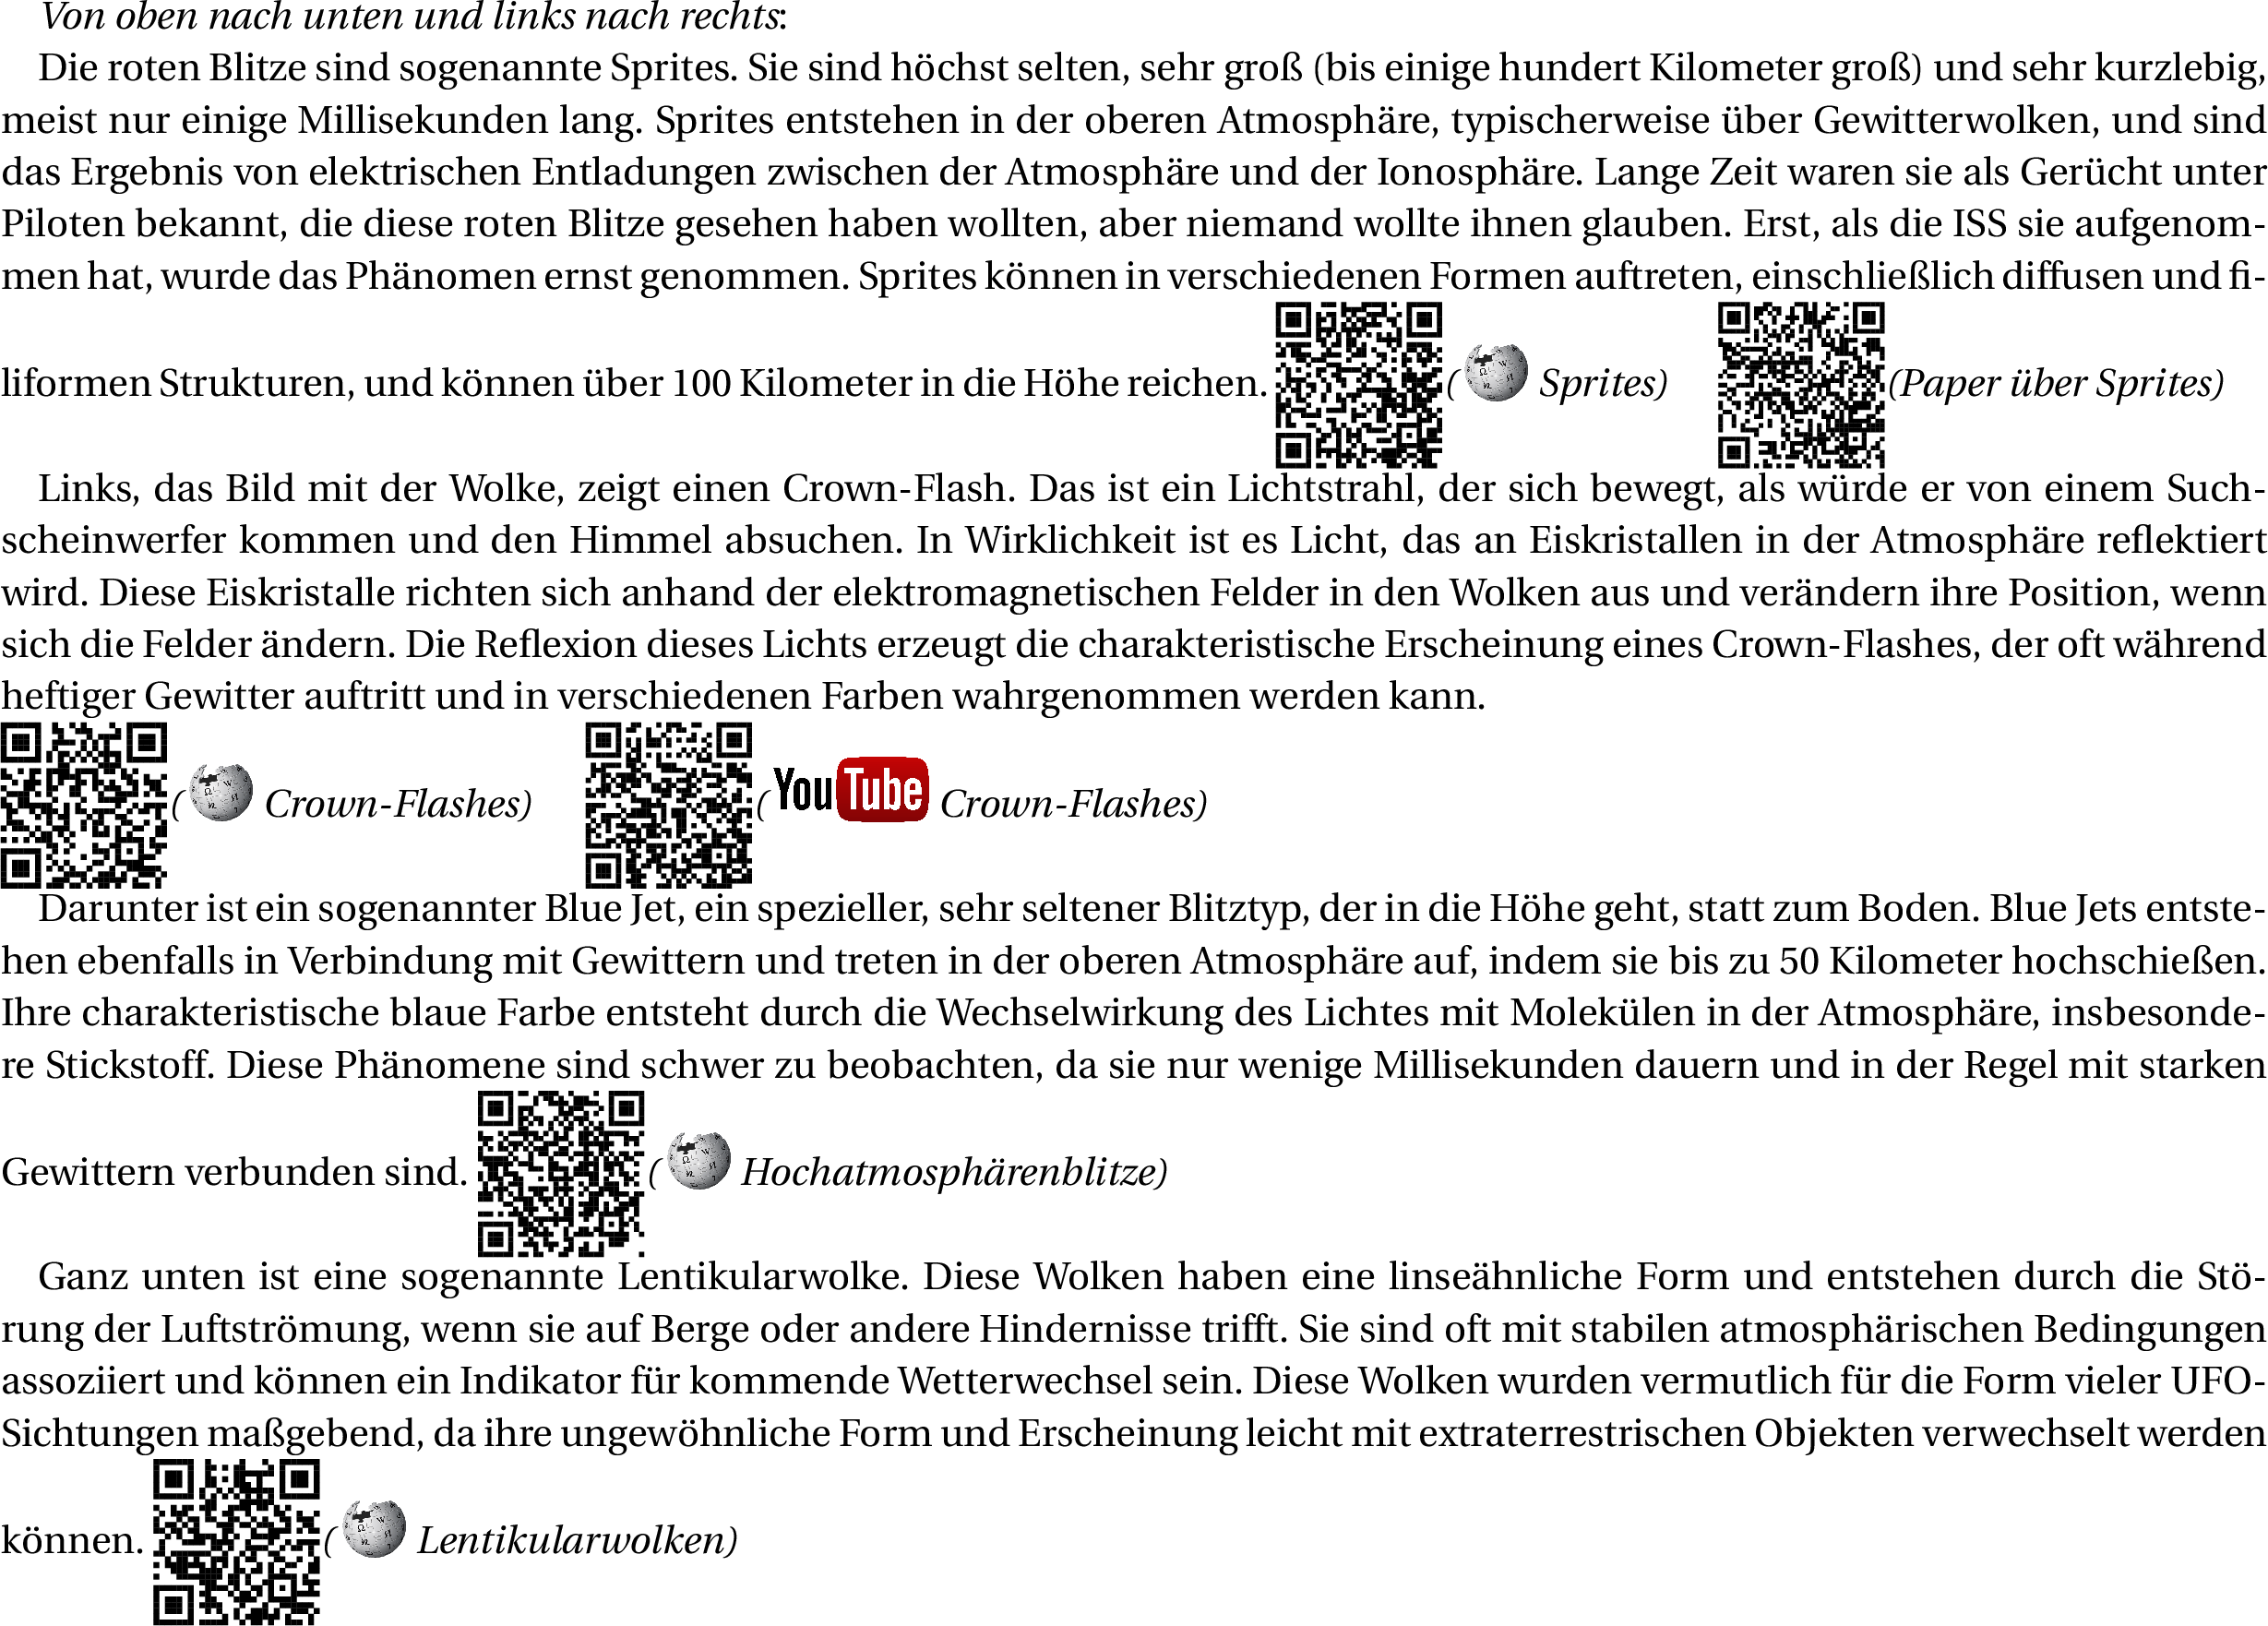 Von oben nach unten und links nach rechts:
Die roten Blitze sind sogenannte Sprites. Sie sind höchst selten, sehr groß (bis einige hundert Kilometer groß) und sehr kurzlebig,
meist nur einige Millisekunden lang. Sprites entstehen in der oberen Atmosphäre, typischerweise über Gewitterwolken, und sind
das Ergebnis von elektrischen Entladungen zwischen der Atmosphäre und der Ionosphäre. Lange Zeit waren sie als Gerücht unter
Piloten bekannt, die diese roten Blitze gesehen haben wollten, aber niemand wollte ihnen glauben. Erst, als die ISS sie aufgenom-
men hat, wurde das Phänomen ernst genommen. Sprites können in verschiedenen Formen auftreten, einschließlich diffusen und fi-
liformen Strukturen, und können über 100 Kilometer in die Höhe reichen. ( Sprites) (Paper über Sprites)
Links, das Bild mit der Wolke, zeigt einen Crown-Flash. Das ist ein Lichtstrahl, der sich bewegt, als würde er von einem Such-
scheinwerfer kommen und den Himmel absuchen. In Wirklichkeit ist es Licht, das an Eiskristallen in der Atmosphäre reflektiert
wird. Diese Eiskristalle richten sich anhand der elektromagnetischen Felder in den Wolken aus und verändern ihre Position, wenn
sich die Felder ändern. Die Reflexion dieses Lichts erzeugt die charakteristische Erscheinung eines Crown-Flashes, der oft während
heftiger Gewitter auftritt und in verschiedenen Farben wahrgenommen werden kann.
( Crown-Flashes) (YouTube Crown-Flashes)
Darunter ist ein sogenannter Blue Jet, ein spezieller, sehr seltener Blitztyp, der in die Höhe geht, statt zum Boden. Blue Jets entste-
hen ebenfalls in Verbindung mit Gewittern und treten in der oberen Atmosphäre auf, indem sie bis zu 50 Kilometer hochschießen.
Ihre charakteristische blaue Farbe entsteht durch die Wechselwirkung des Lichtes mit Molekülen in der Atmosphäre, insbesonde-
re Stickstoff. Diese Phänomene sind schwer zu beobachten, da sie nur wenige Millisekunden dauern und in der Regel mit starken
Gewittern verbunden sind. ( Hochatmosphärenblitze)
Ganz unten ist eine sogenannte Lentikularwolke. Diese Wolken haben eine linseähnliche Form und entstehen durch die Stö-
rung der Luftströmung, wenn sie auf Berge oder andere Hindernisse trifft. Sie sind oft mit stabilen atmosphärischen Bedingungen
assoziiert und können ein Indikator für kommende Wetterwechsel sein. Diese Wolken wurden vermutlich für die Form vieler UFO-
Sichtungen maßgebend, da ihre ungewöhnliche Form und Erscheinung leicht mit extraterrestrischen Objekten verwechselt werden
können. ( Lentikularwolken)